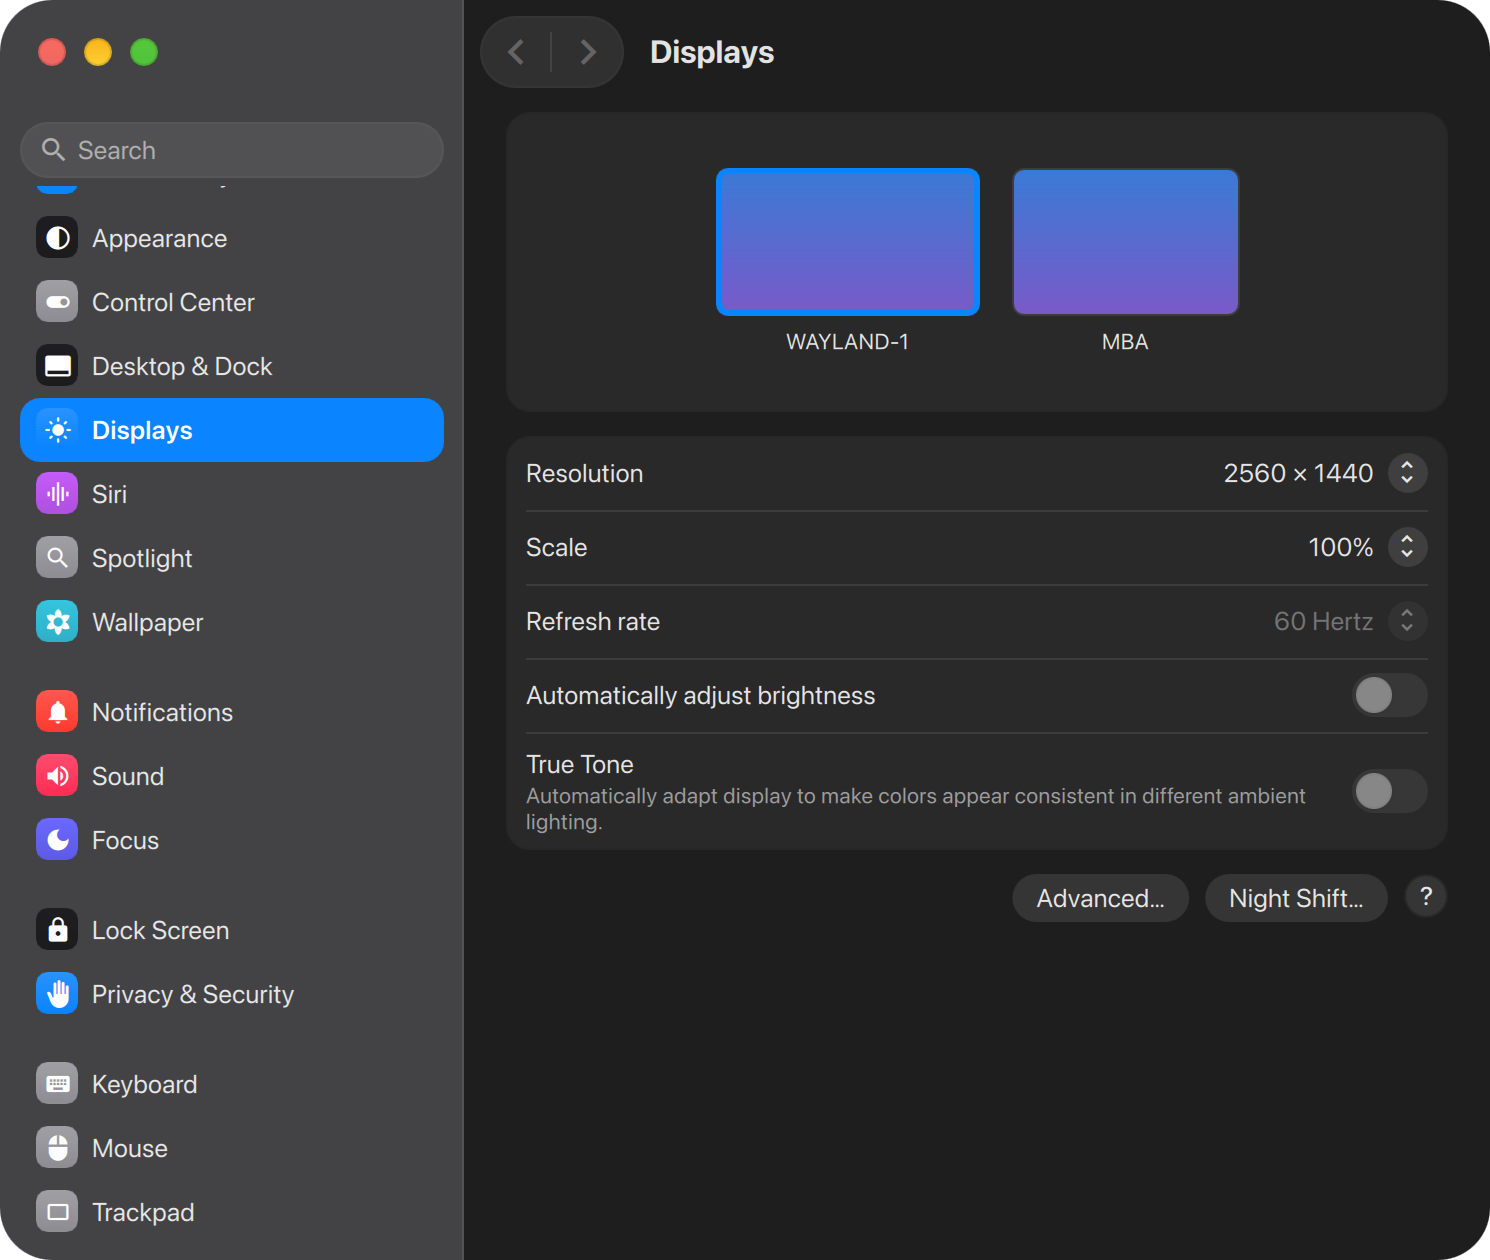 Search
Appearance
Control Center
Desktop & Dock
Displays
Siri
Spotlight
Wallpaper
Notifications
Sound
Focus
Lock Screen
Privacy & Security
Keyboard
Mouse
Trackpad
Displays
WAYLAND-1
MBA
Resolution
2560 × 1440
Scale
100%
Refresh rate
60 Hertz
Automatically adjust brightness
True Tone
Automatically adapt display to make colors appear consistent in different ambient
lighting.
Advanced...
Night Shift...
?